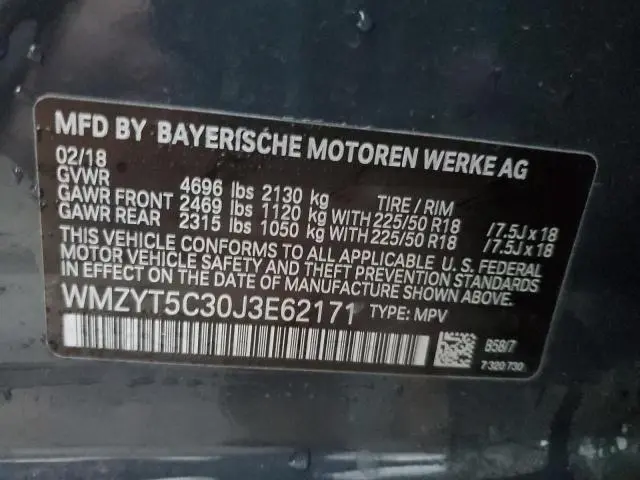 MFD BY BAYERISCHE MOTOREN WERKE AG
02/18
GVWR 4696 lbs 2130 kg TIRE / RIM
GAWR FRONT 2469 lbs 1120 kg WITH 225/50 R18 /7.5J x 18
GAWR REAR 2315 lbs 1050 kg WITH 225/50 R18 /7.5J x 18
THIS VEHICLE CONFORMS TO ALL APPLICABLE U.S. FEDERAL
MOTOR VEHICLE SAFETY AND BUMPER AND
THEFT PREVENTION STANDARDS IN EFFECT
ON THE DATE OF MANUFACTURE SHOWN ABOVE.
WMZYT5C30J3E62171 TYPE: MPV
B58/7
7 320 730